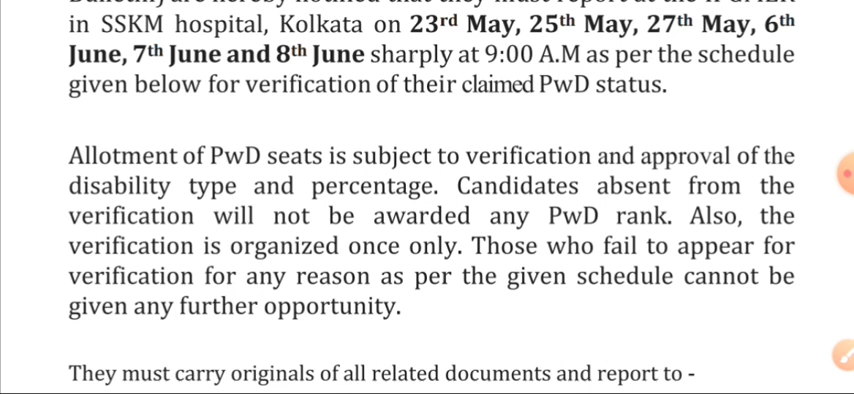 in SSKM hospital, Kolkata on 23rd May, 25th May, 27th May, 6th
June, 7th June and 8th June sharply at 9:00 A.M as per the schedule
given below for verification of their claimed PwD status.
Allotment of PwD seats is subject to verification and approval of the
disability type and percentage. Candidates absent from the
verification will not be awarded any PwD rank. Also, the
verification is organized once only. Those who fail to appear for
verification for any reason as per the given schedule cannot be
given any further opportunity.
They must carry originals of all related documents and report to -